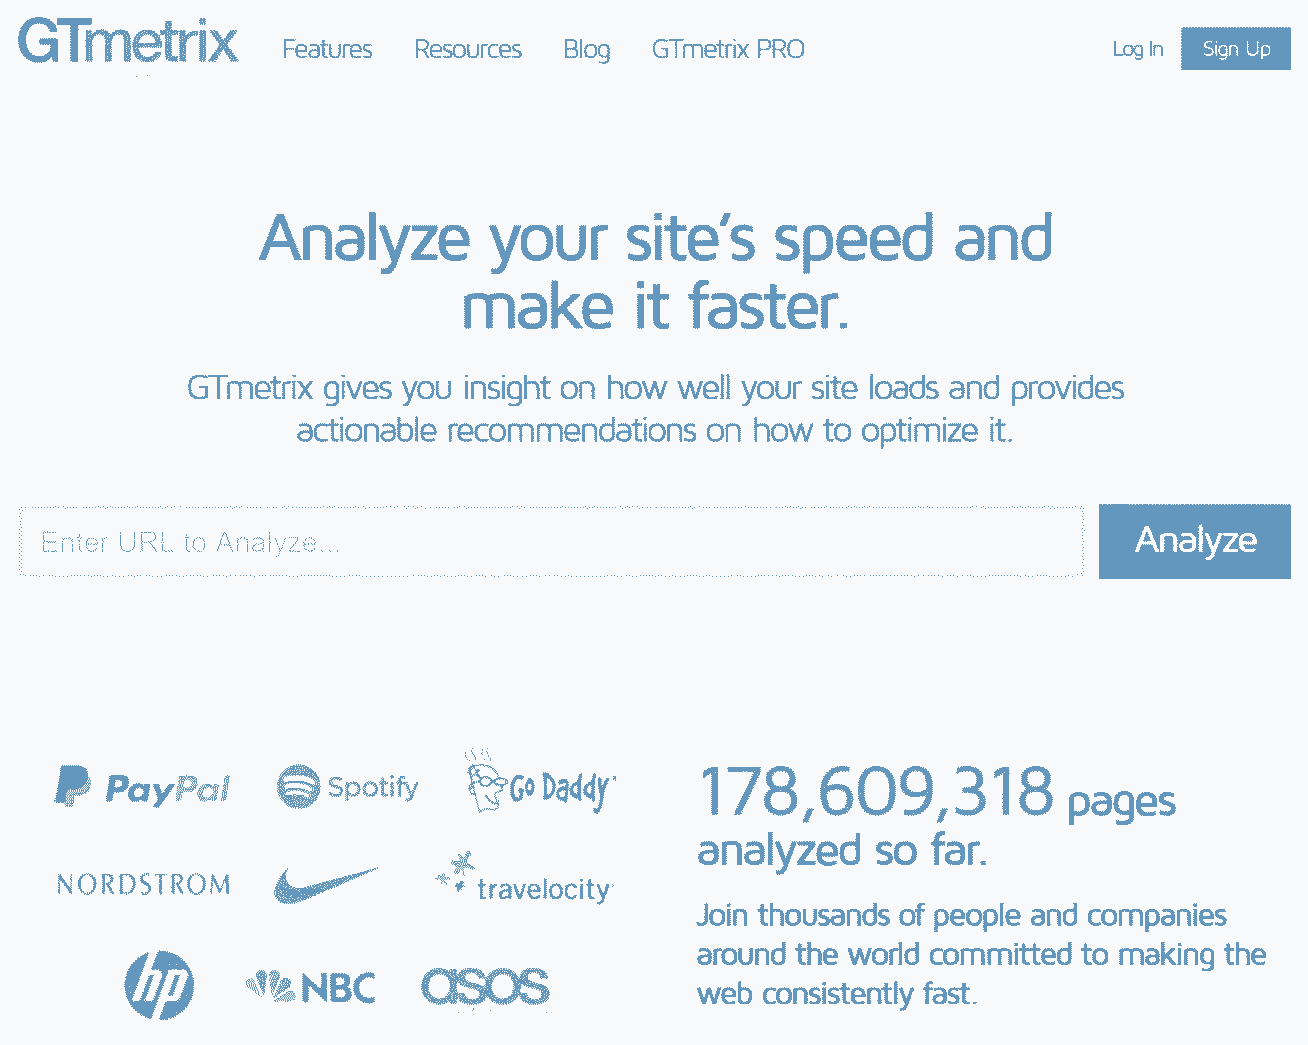 GTmetrix
Features
Resources
Blog
GTmetrix PRO
Log In
Sign Up
Analyze your site's speed and
make it faster.
GTmetrix gives you insight on how well your site loads and provides
actionable recommendations on how to optimize it.
Enter URL to Analyze...
Analyze
PayPal
Spotify
Go Daddy
NORDSTROM
travelocity
hp
NBC
asos
178,609,318 pages
analyzed so far.
Join thousands of people and companies
around the world committed to making the
web consistently fast.